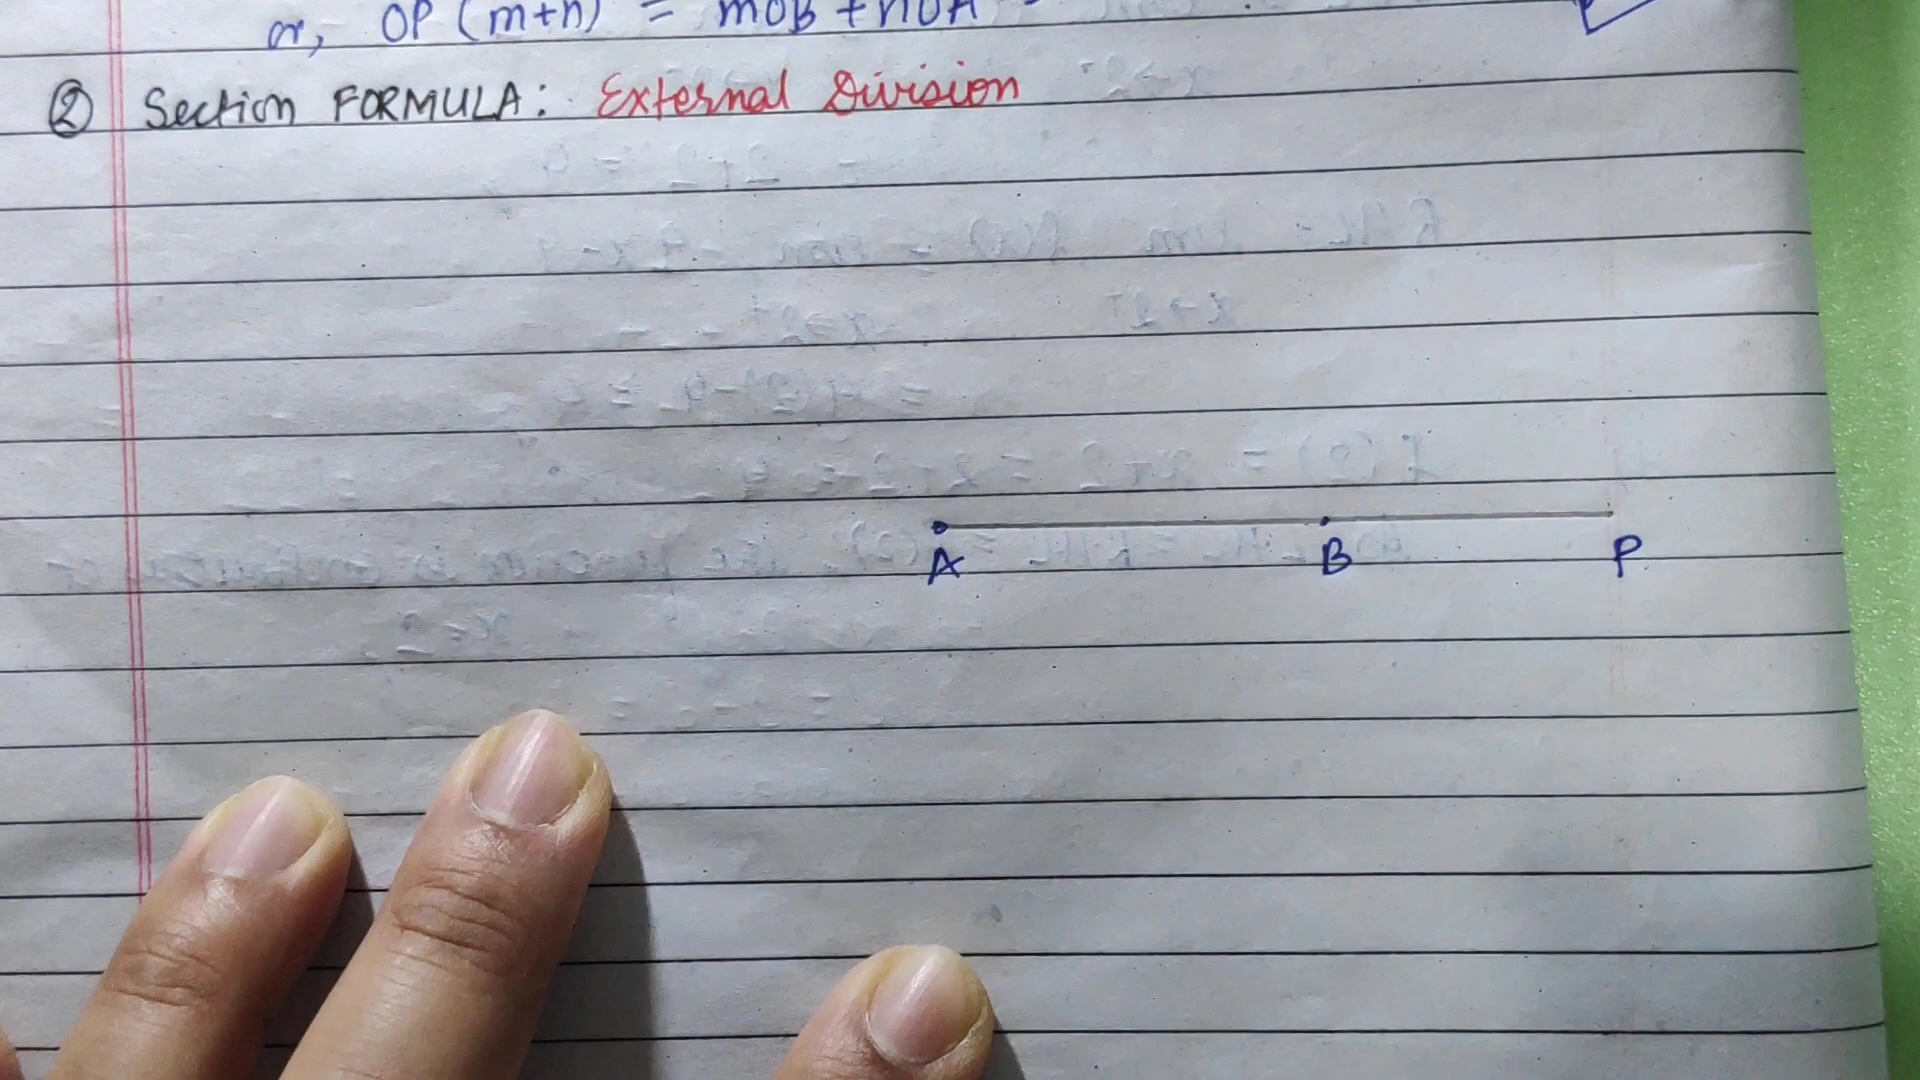 or, OP (m+n) = mOB + nOA
② Section FORMULA: External Division
A B P